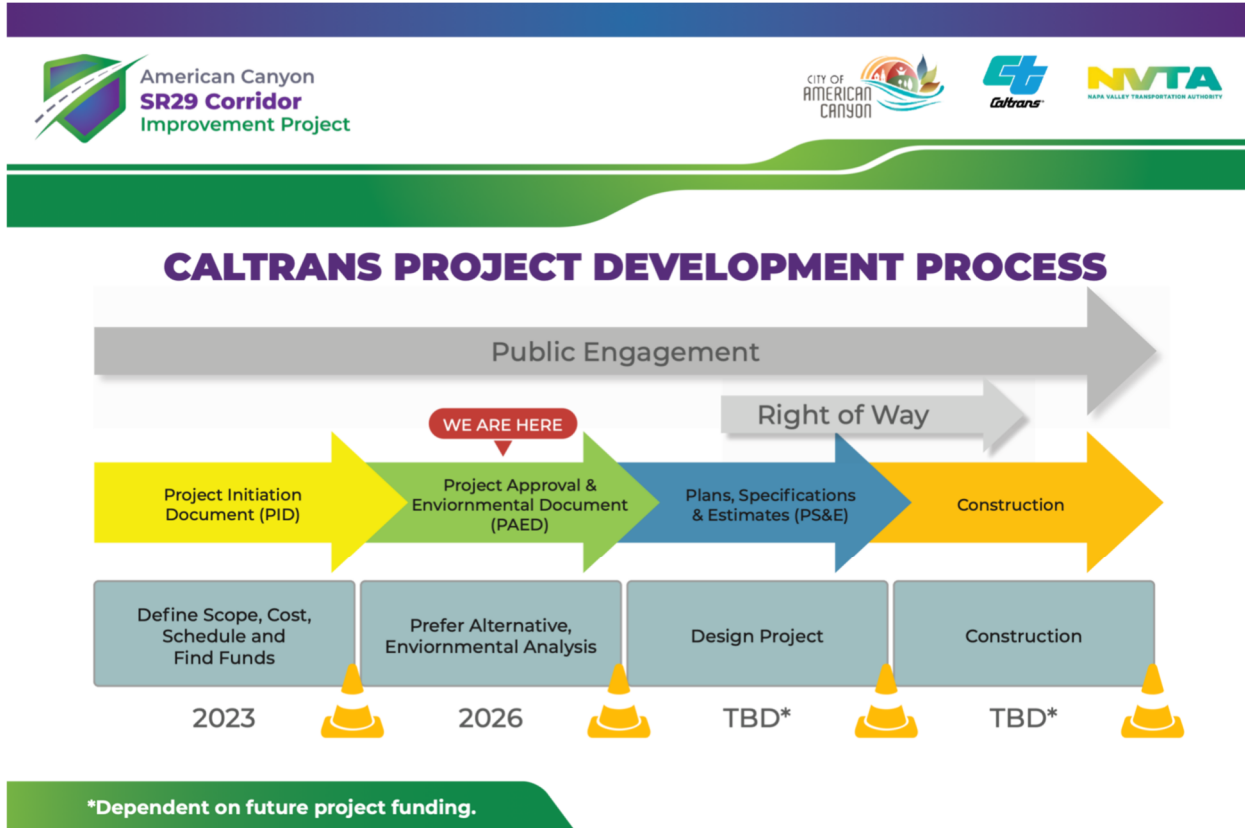 American Canyon
SR29 Corridor
Improvement Project
CITY OF
AMERICAN
CANYON
Caltrans
NVTA
NAPA VALLEY TRANSPORTATION AUTHORITY
CALTRANS PROJECT DEVELOPMENT PROCESS
Public Engagement
Right of Way
WE ARE HERE
Project Initiation
Document (PID)
Project Approval &
Enviornmental Document
(PAED)
Plans, Specifications
& Estimates (PS&E)
Construction
Define Scope, Cost,
Schedule and
Find Funds
Prefer Alternative,
Enviornmental Analysis
Design Project
Construction
2023
2026
TBD*
TBD*
*Dependent on future project funding.